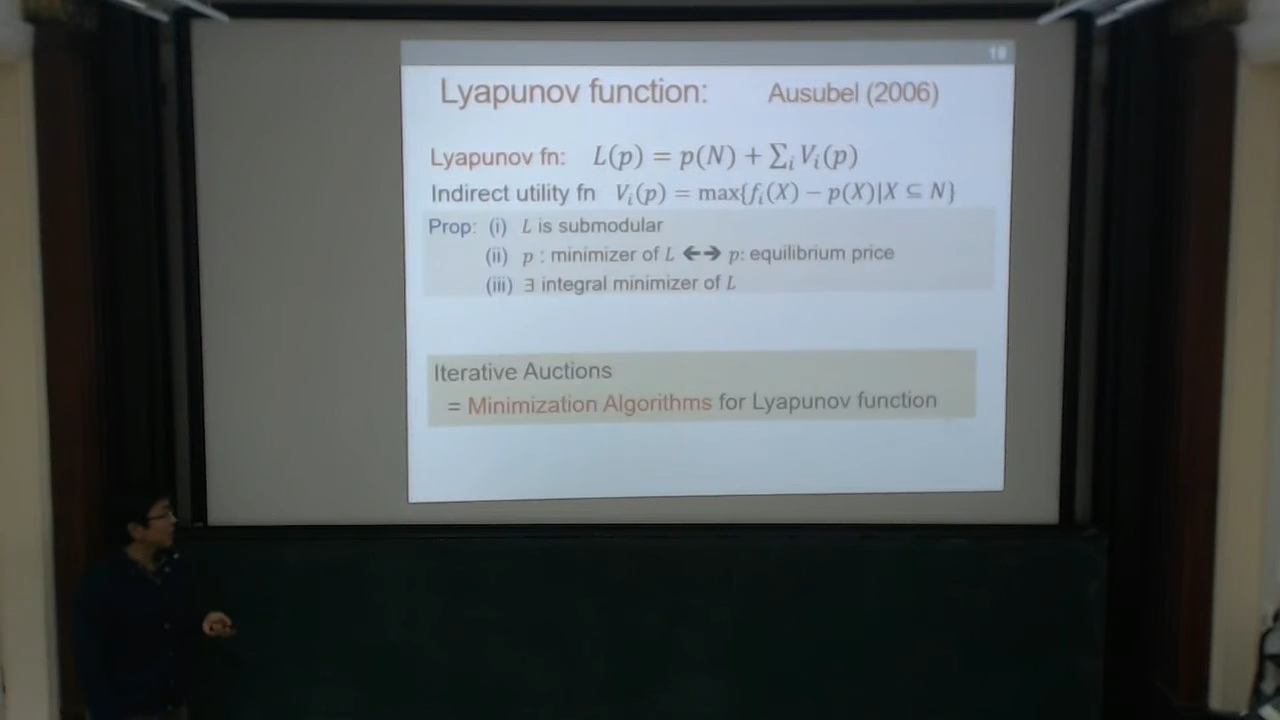 19
Lyapunov function: Ausubel (2006)
Lyapunov fn: L(p) = p(N) + ∑ᵢ Vᵢ(p)
Indirect utility fn Vᵢ(p) = max{fᵢ(X) − p(X)|X ⊆ N}
Prop: (i) L is submodular
(ii) p : minimizer of L ←→ p: equilibrium price
(iii) ∃ integral minimizer of L
Iterative Auctions
= Minimization Algorithms for Lyapunov function